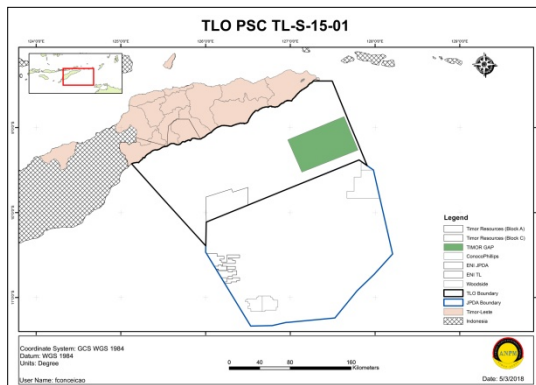 TLO PSC TL-S-15-01
Legend
Timor Resources (Block A)
Timor Resources (Block C)
TIMOR GAP
ConocoPhillips
ENI JPDA
ENI TL
Woodside
TLO Boundary
JPDA Boundary
Timor-Leste
Indonesia
Coordinate System: GCS WGS 1984
Datum: WGS 1984
Units: Degree
User Name: fconceicao
0 40 80 160
Kilometers
ANPM
Date: 5/3/2018